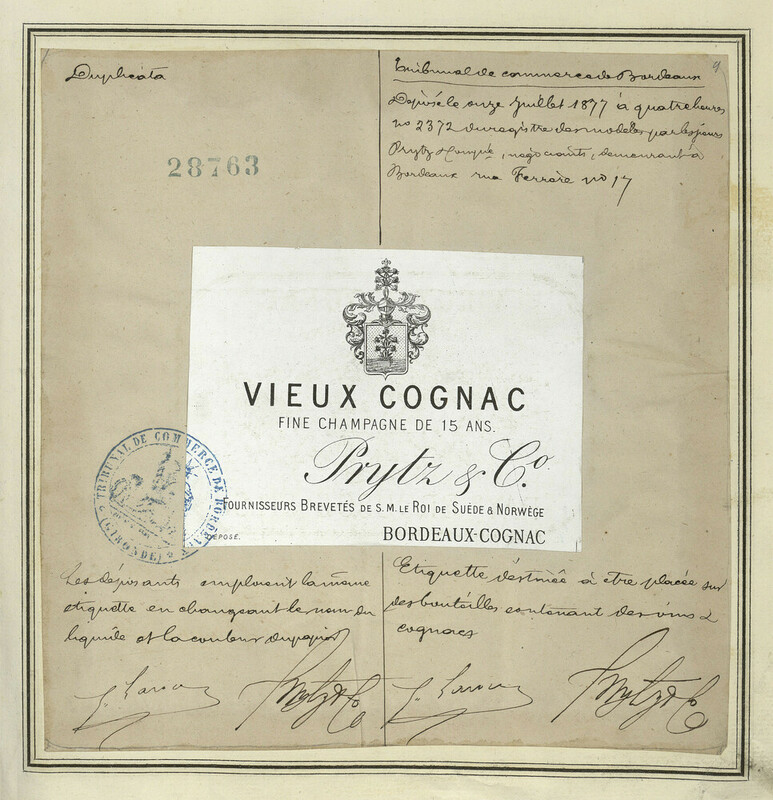 Duplicata
9
Tribunal de commerce de Bordeaux
Déposé le onze Juillet 1877 à quatre heures
no 2372 du registre des modèles par les sieurs
Prytz & Compie, négociants, demeurant à
Bordeaux rue Ferrère no 17
28763
VIEUX COGNAC
FINE CHAMPAGNE DE 15 ANS.
Prytz & Co.
FOURNISSEURS BREVETÉS DE S. M. LE ROI DE SUÈDE & NORWÈGE
DÉPOSÉ.
BORDEAUX-COGNAC
TRIBUNAL DE COMMERCE DE BORDEAUX
(GIRONDE)
Les déposants emploient la même
etiquette en changeant le nom du
liquide et la couleur du papier
Etiquette destinée à etre placée sur
des bouteilles contenant des vins &
cognacs
Prytz & Co
Prytz & Co